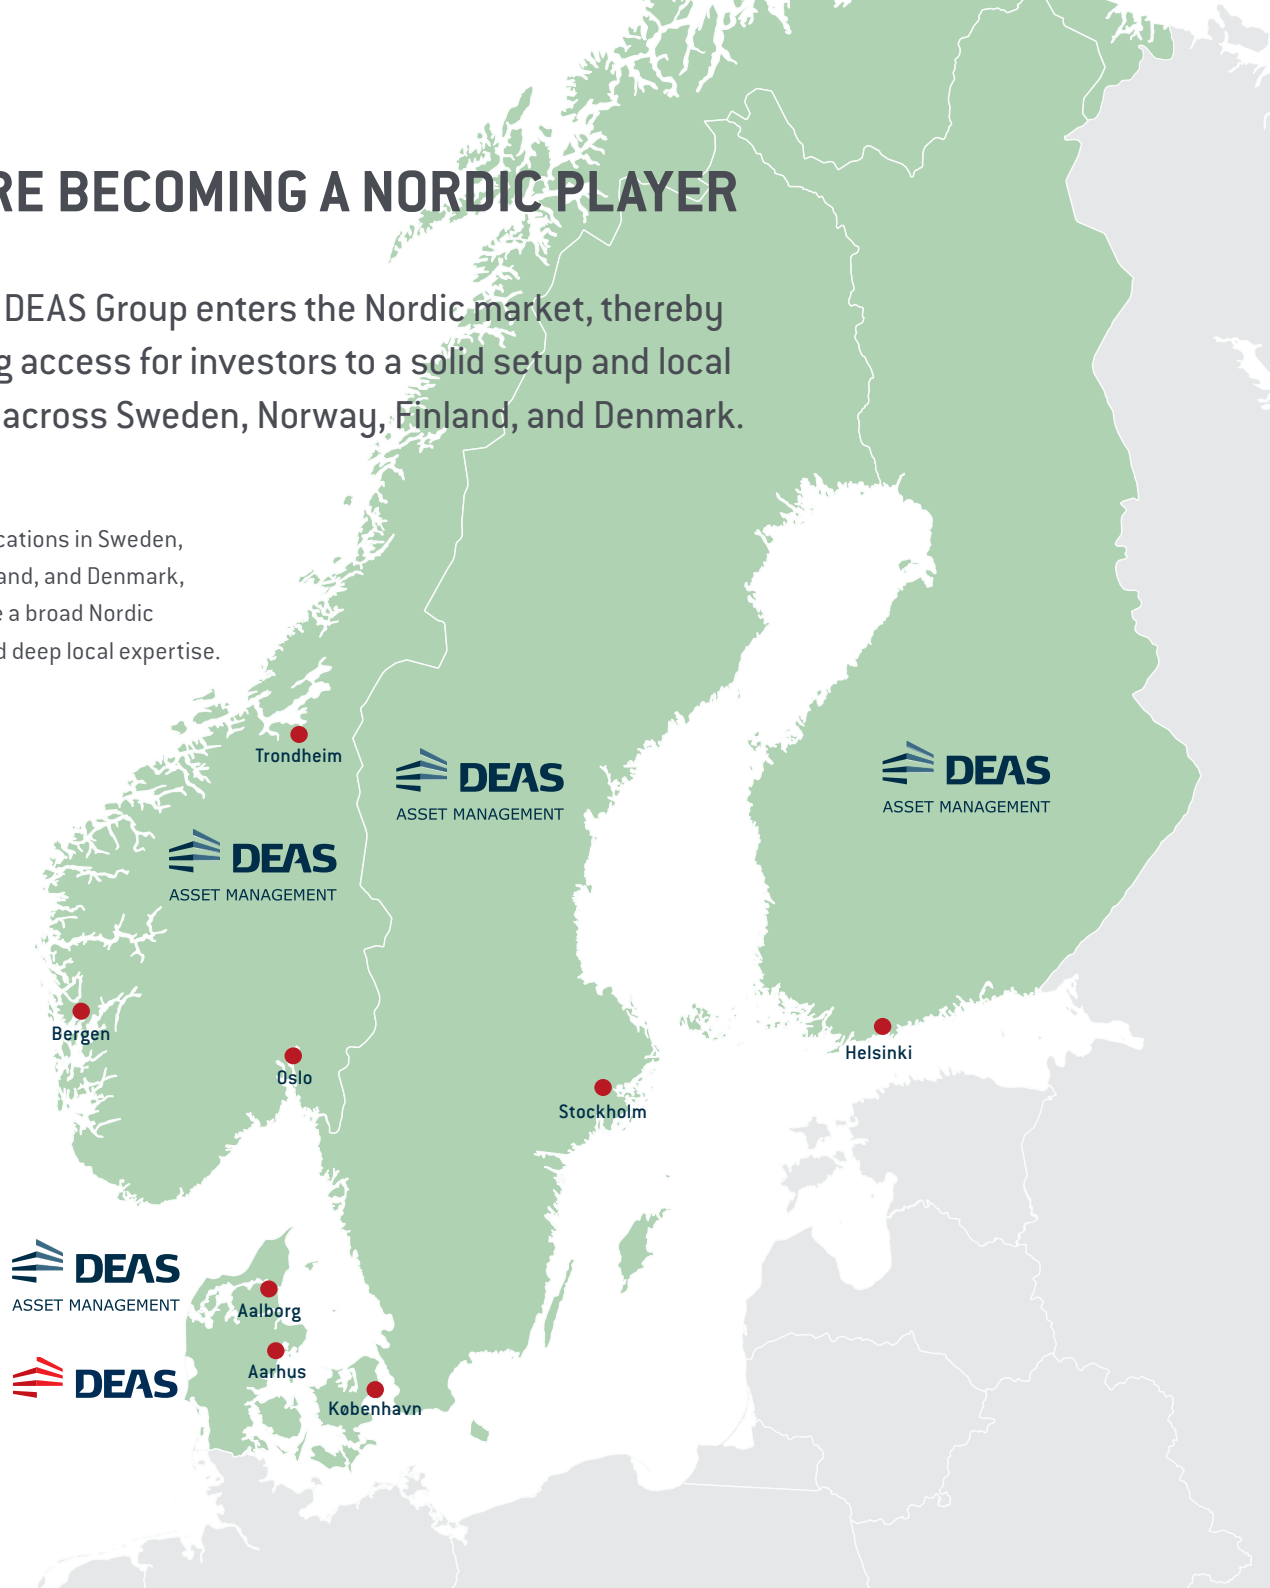 RE BECOMING A NORDIC PLAYER
DEAS Group enters the Nordic market, thereby
g access for investors to a solid setup and local
across Sweden, Norway, Finland, and Denmark.
cations in Sweden,
and, and Denmark,
e a broad Nordic
d deep local expertise.
Trondheim
DEAS
ASSET MANAGEMENT
DEAS
ASSET MANAGEMENT
DEAS
ASSET MANAGEMENT
Bergen
Oslo
Helsinki
Stockholm
DEAS
ASSET MANAGEMENT
Aalborg
DEAS
Aarhus
København